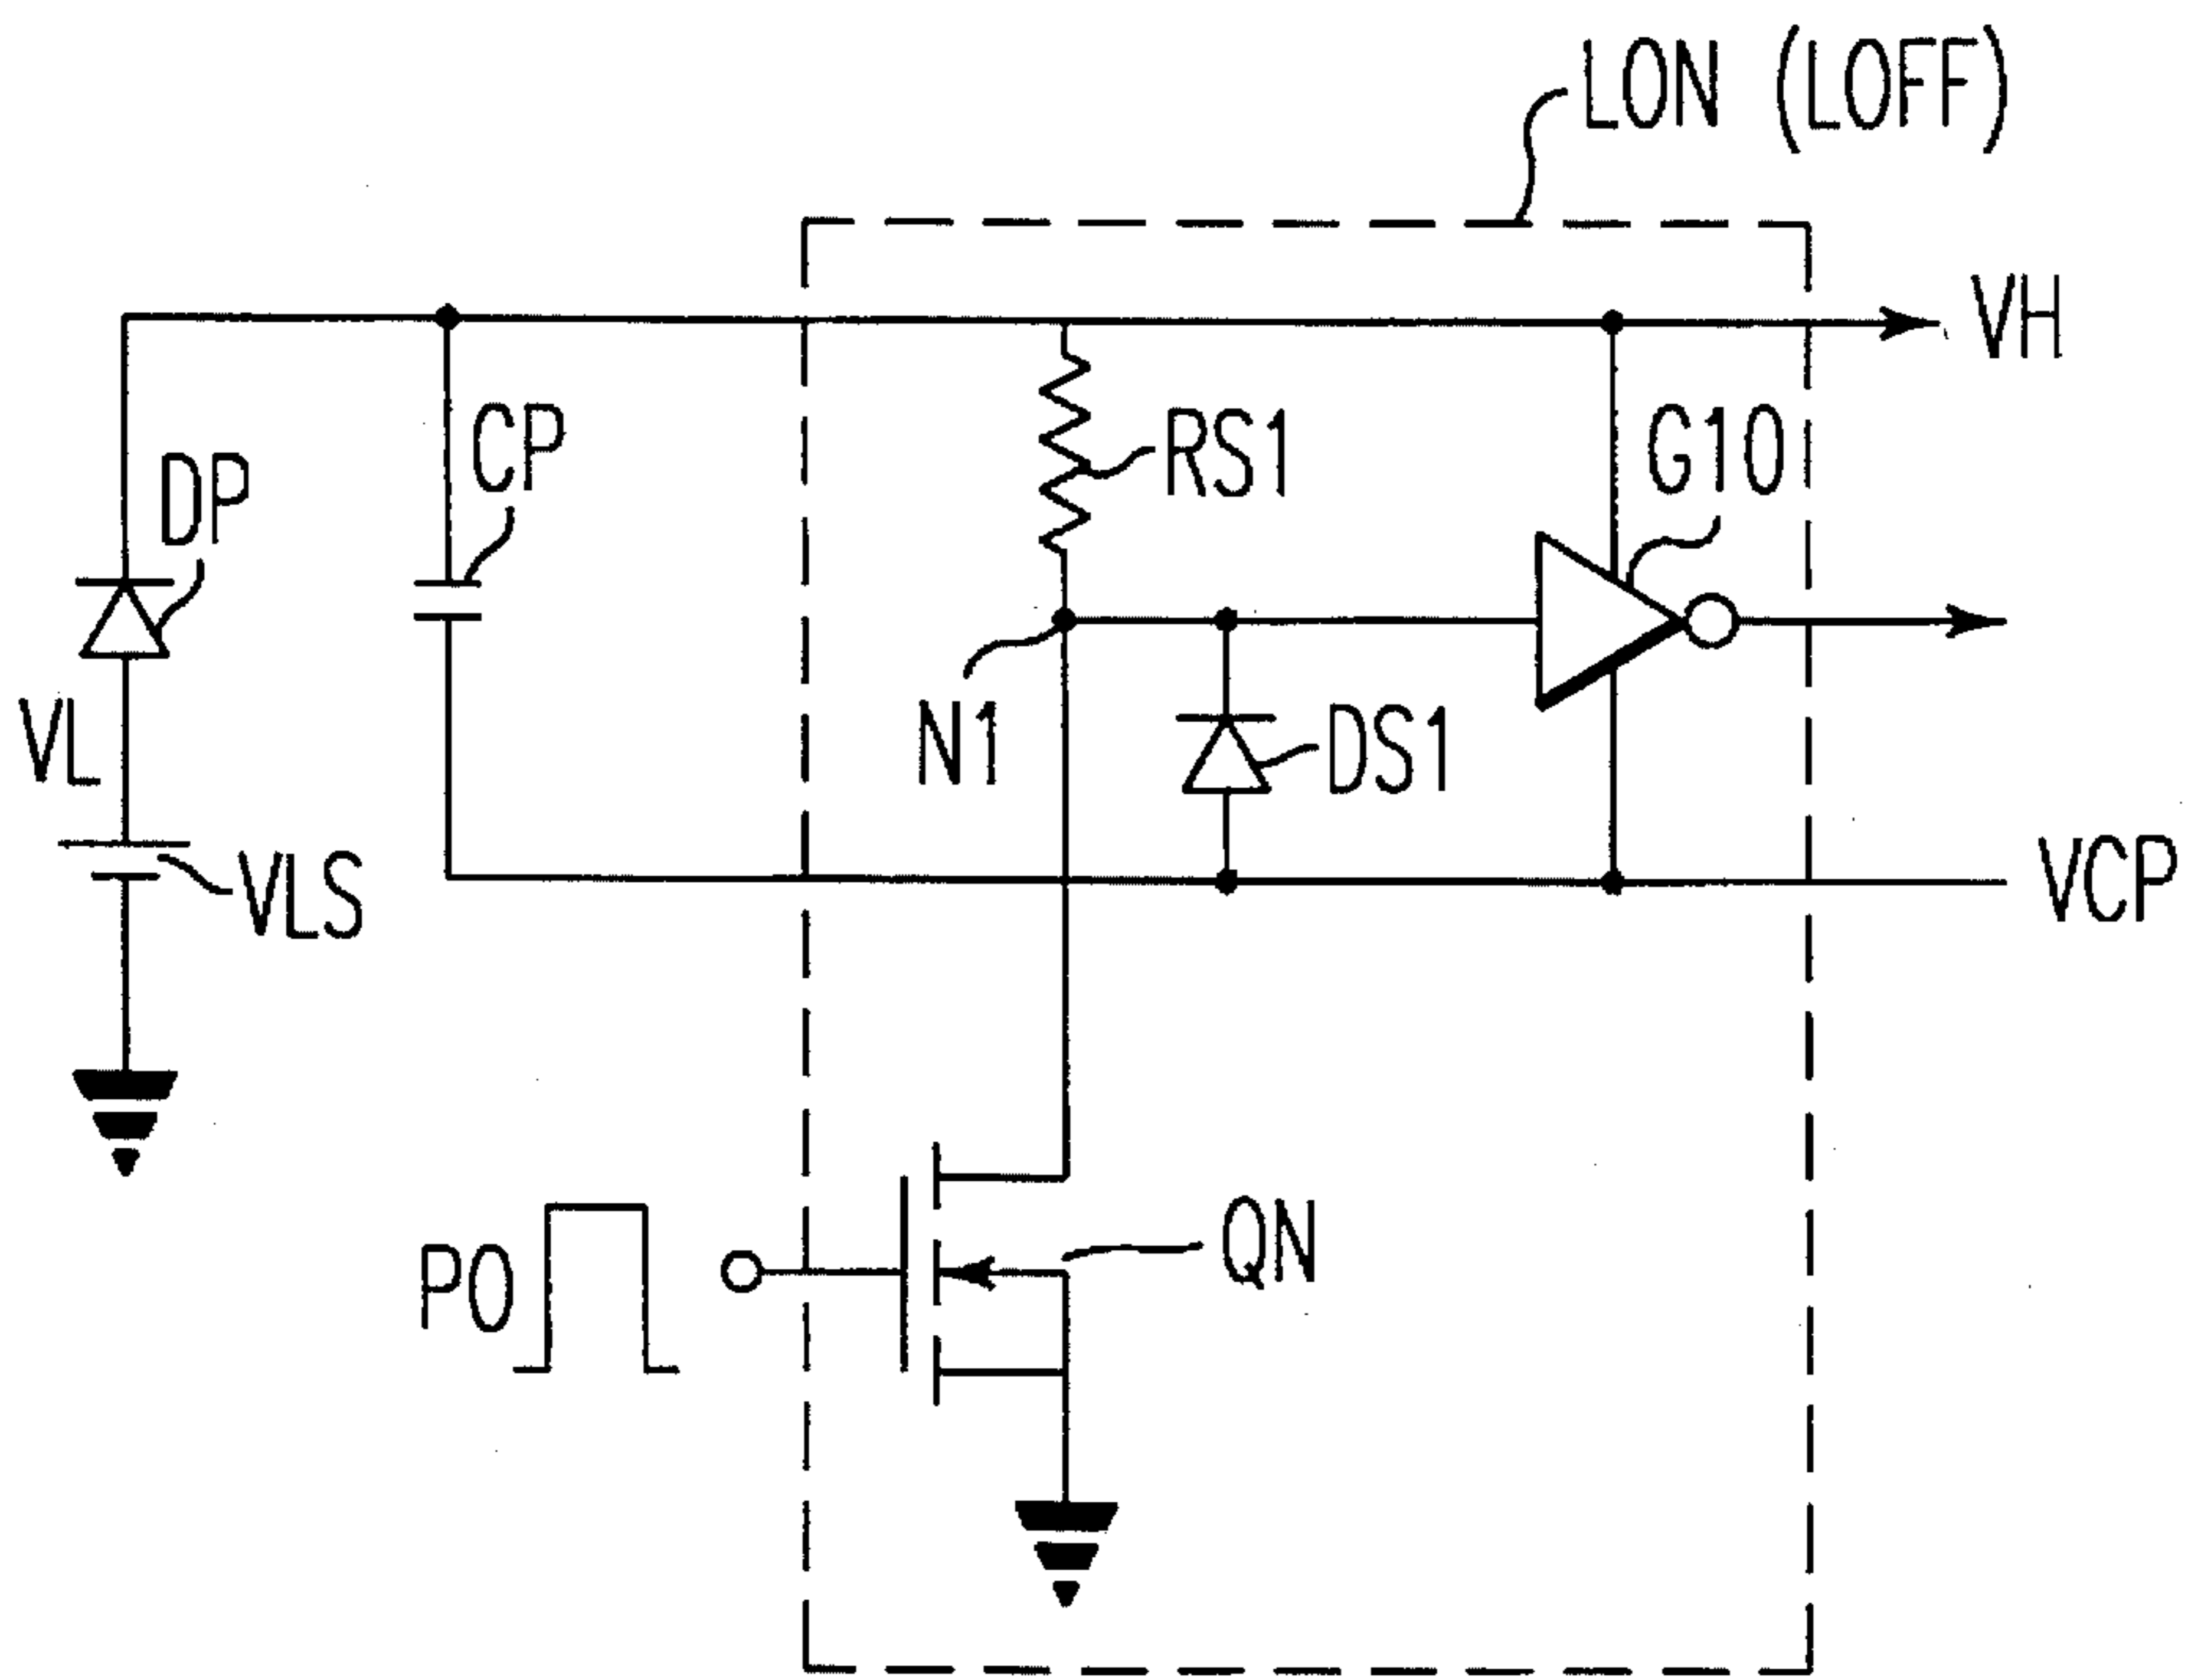 LON (LOFF)
VH
DP
CP
RS1
G10
VL
N1
DS1
VLS
VCP
PO
QN